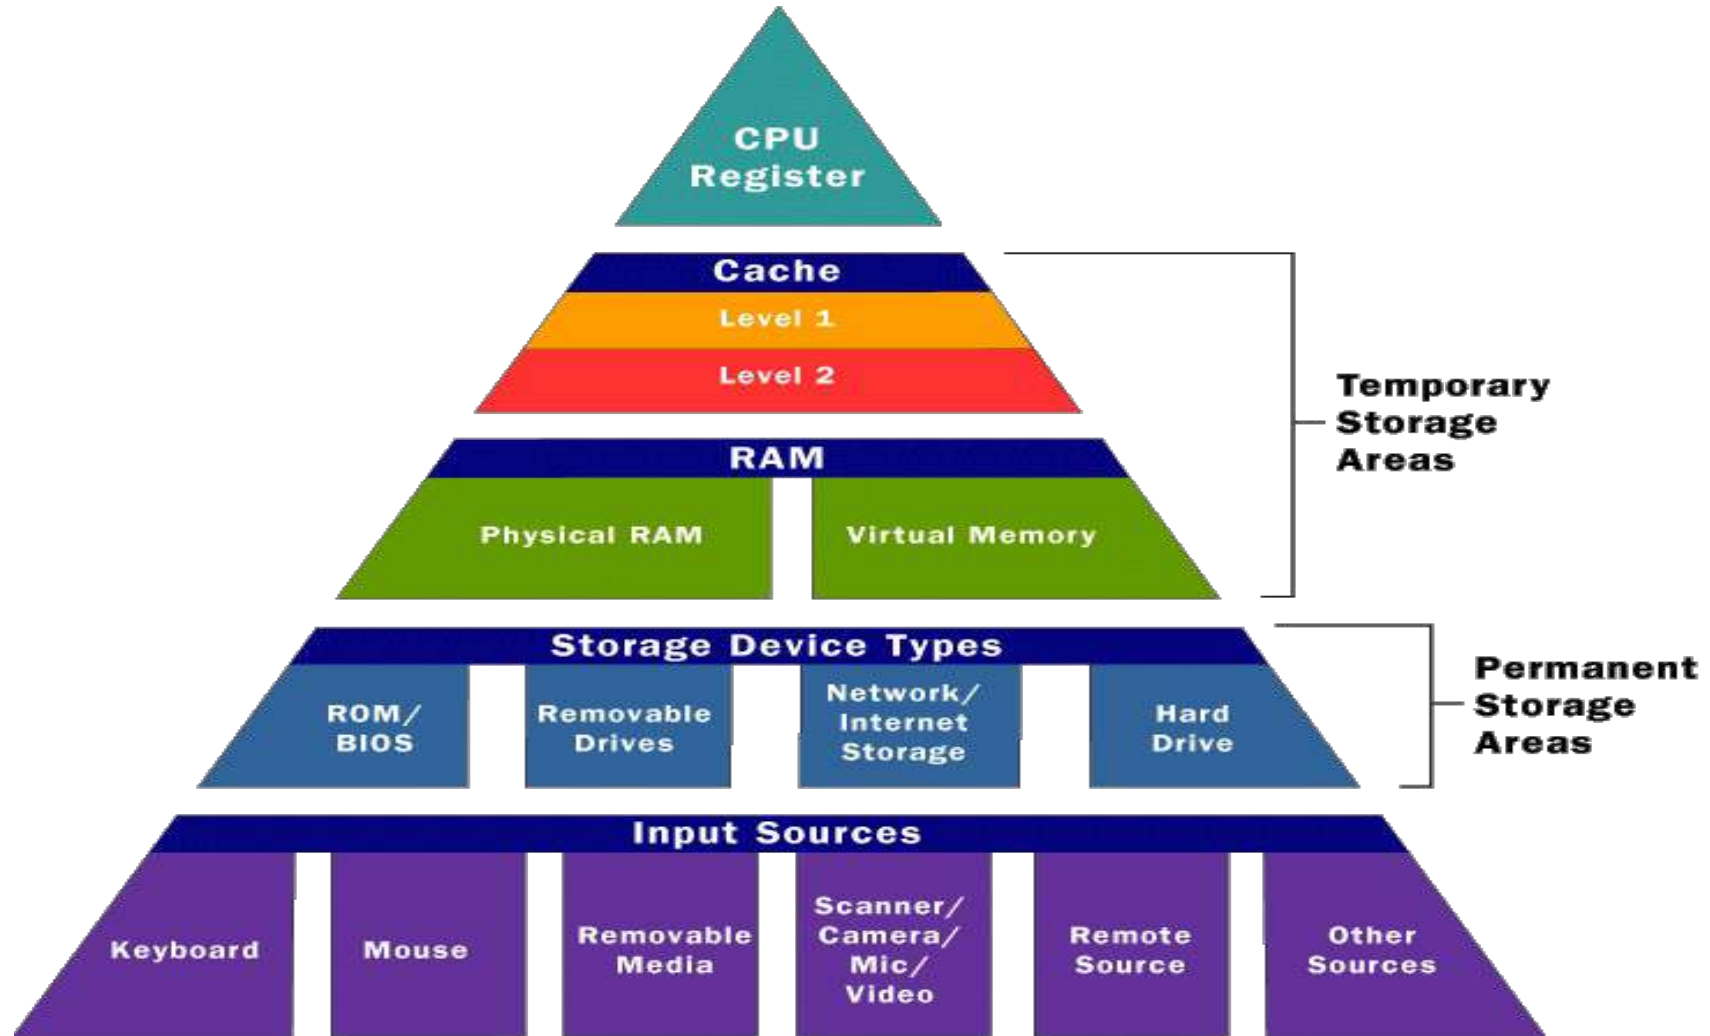 CPU
Register
Cache
Level 1
Level 2
Temporary
Storage
Areas
RAM
Physical RAM
Virtual Memory
Storage Device Types
ROM/
BIOS
Removable
Drives
Network/
Internet
Storage
Hard
Drive
Permanent
Storage
Areas
Input Sources
Keyboard
Mouse
Removable
Media
Scanner/
Camera/
Mic/
Video
Remote
Source
Other
Sources